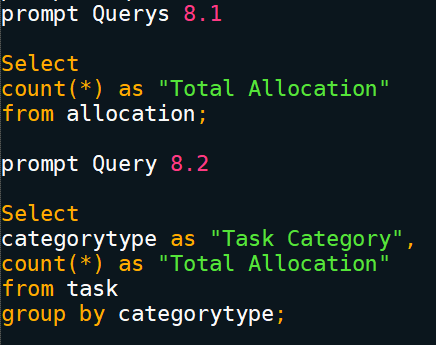 prompt Querys 8.1
Select
count(*) as "Total Allocation"
from allocation;
prompt Query 8.2
Select
categorytype as "Task Category",
count(*) as "Total Allocation"
from task
group by categorytype;